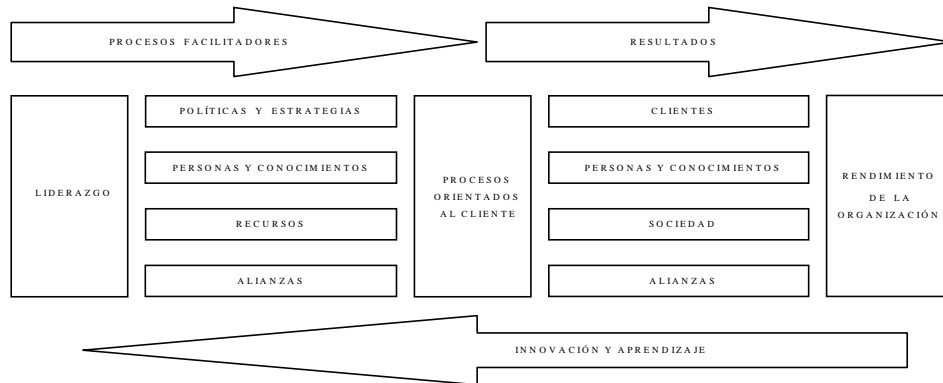 PROCESOS FACILITADORES
RESULTADOS
LIDERAZGO
POLÍTICAS Y ESTRATEGIAS
PERSONAS Y CONOCIMIENTOS
RECURSOS
ALIANZAS
PROCESOS
ORIENTADOS
AL CLIENTE
CLIENTES
PERSONAS Y CONOCIMIENTOS
SOCIEDAD
ALIANZAS
RENDIMIENTO
DE LA
ORGANIZACIÓN
INNOVACIÓN Y APRENDIZAJE